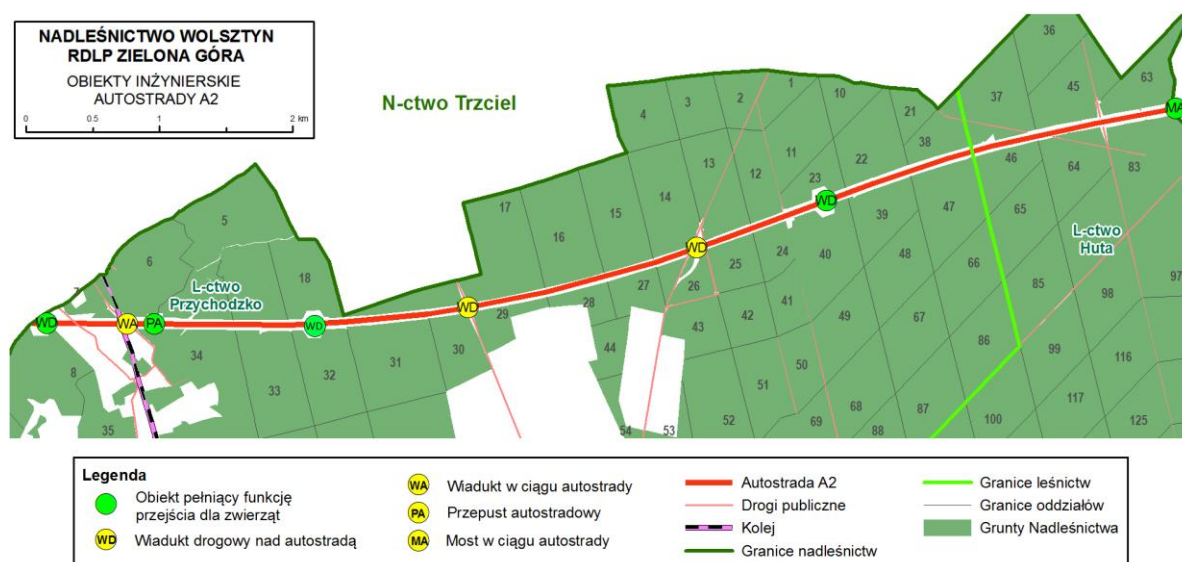 NADLEŚNICTWO WOLSZTYN
RDLP ZIELONA GÓRA
OBIEKTY INŻYNIERSKIE
AUTOSTRADY A2
0 0.5 1 2 km
N-ctwo Trzciel
36
63
45
37
1
10
2
3
4
21
MA
13
11
38
22
46
64
83
12
23
WD
17
14
15
16
39
47
65
5
WD
24
48
L-ctwo
Huta
6
25
40
66
97
18
27
26
85
98
7
L-ctwo
Przychodzko
28
41
WD
WA
PA
WD
WD
29
43
42
49
67
34
44
86
99
116
30
31
32
33
8
50
51
68
87
117
35
54
53
52
69
88
100
125
Legenda
Obiekt pełniący funkcję
przejścia dla zwierząt
WD Wiadukt drogowy nad autostradą
WA Wiadukt w ciągu autostrady
PA Przepust autostradowy
MA Most w ciągu autostrady
Autostrada A2
Drogi publiczne
Kolej
Granice nadleśnictw
Granice leśnictw
Granice oddziałów
Grunty Nadleśnictwa